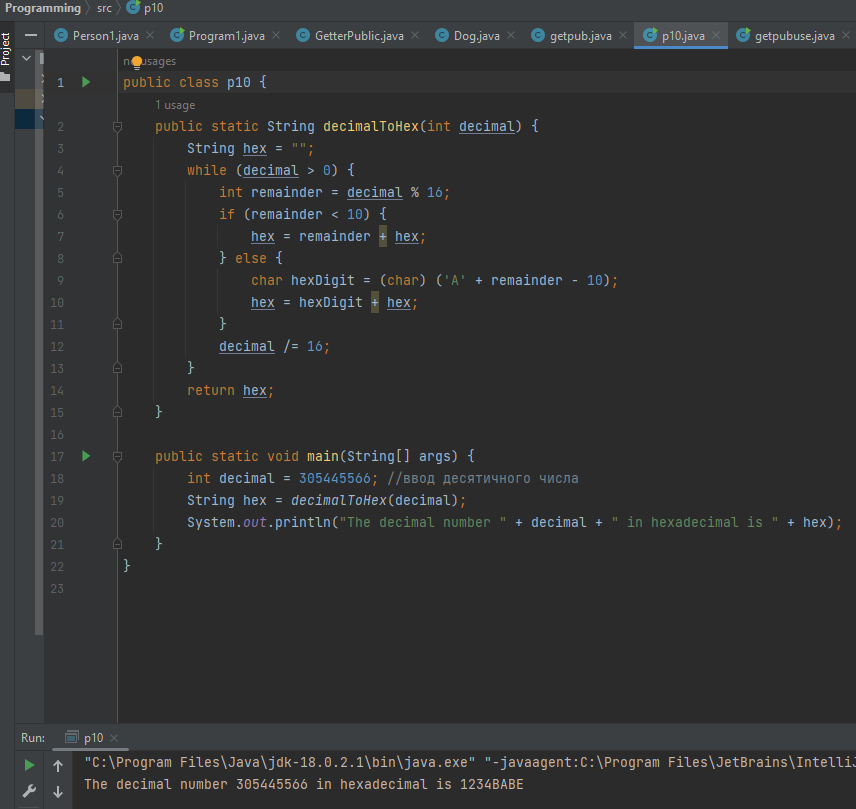 Programming src p10
Project
Person1.java Program1.java GetterPublic.java Dog.java getpub.java p10.java getpubuse.java
usages
1 public class p10 {
1 usage
2 public static String decimalToHex(int decimal) {
3 String hex = "";
4 while (decimal > 0) {
5 int remainder = decimal % 16;
6 if (remainder < 10) {
7 hex = remainder + hex;
8 } else {
9 char hexDigit = (char) ('A' + remainder - 10);
10 hex = hexDigit + hex;
11 }
12 decimal /= 16;
13 }
14 return hex;
15 }
16
17 public static void main(String[] args) {
18 int decimal = 305445566; //ввод десятичного числа
19 String hex = decimalToHex(decimal);
20 System.out.println("The decimal number " + decimal + " in hexadecimal is " + hex);
21 }
22 }
23
Run: p10
"C:\Program Files\Java\jdk-18.0.2.1\bin\java.exe" "-javaagent:C:\Program Files\JetBrains\IntelliJ
The decimal number 305445566 in hexadecimal is 1234BABE